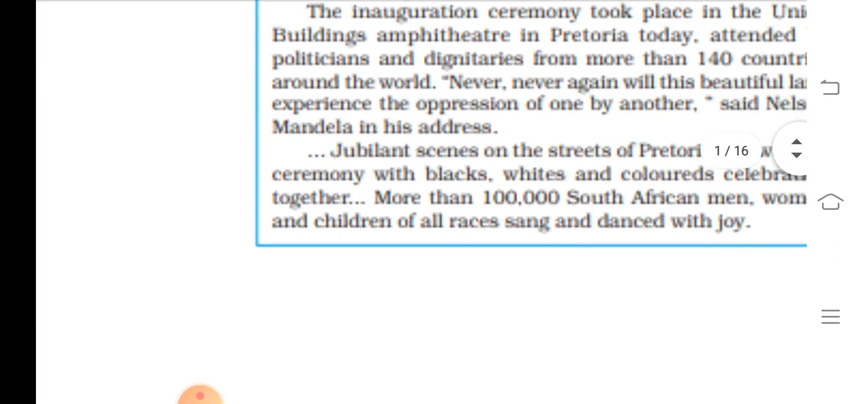 The inauguration ceremony took place in the
Buildings amphitheatre in Pretoria today, attended
politicians and dignitaries from more than 140
around the world. “Never, never again will this beautiful
experience the oppression of one by another, ” said
Mandela in his address.
... Jubilant scenes on the streets of 1 / 16
ceremony with blacks, whites and coloureds
together... More than 100,000 South African men,
and children of all races sang and danced with joy.